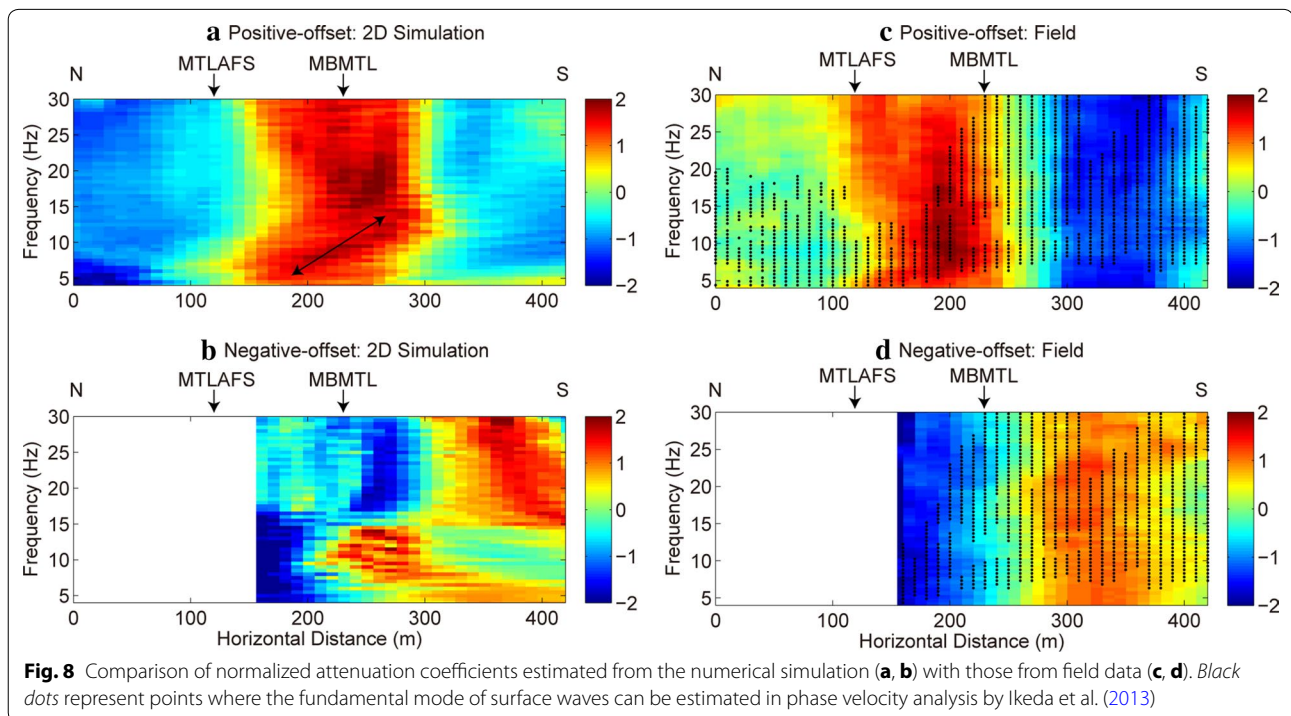 a Positive-offset: 2D Simulation
N MTLAFS MBMTL S
Frequency (Hz)
30
25
20
15
10
5
0 100 200 300 400
2
1
0
−1
−2
b Negative-offset: 2D Simulation
N MTLAFS MBMTL S
Frequency (Hz)
30
25
20
15
10
5
0 100 200 300 400
Horizontal Distance (m)
2
1
0
−1
−2
c Positive-offset: Field
N MTLAFS MBMTL S
Frequency (Hz)
30
25
20
15
10
5
0 100 200 300 400
2
1
0
−1
−2
d Negative-offset: Field
N MTLAFS MBMTL S
Frequency (Hz)
30
25
20
15
10
5
0 100 200 300 400
Horizontal Distance (m)
2
1
0
−1
−2
Fig. 8 Comparison of normalized attenuation coefficients estimated from the numerical simulation (a, b) with those from field data (c, d). Black
dots represent points where the fundamental mode of surface waves can be estimated in phase velocity analysis by Ikeda et al. (2013)